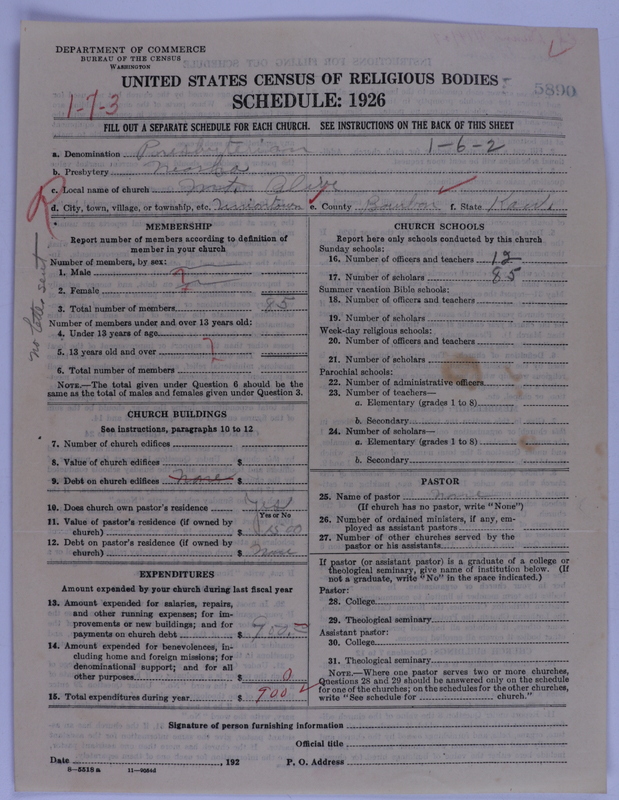 DEPARTMENT OF COMMERCE
BUREAU OF THE CENSUS
WASHINGTON
UNITED STATES CENSUS OF RELIGIOUS BODIES
5890
1-7-3
SCHEDULE: 1926
FILL OUT A SEPARATE SCHEDULE FOR EACH CHURCH. SEE INSTRUCTIONS ON THE BACK OF THIS SHEET
a. Denomination Presbyterian 1-6-2
b. Presbytery Neosho
c. Local name of church
d. City, town, village, or township, etc. Uniontown e. County Bourbon f. State Kans
R
no letter sent
MEMBERSHIP
Report number of members according to definition of
member in your church
Number of members, by sex:
1. Male
2. Female
3. Total number of members 85
Number of members under and over 13 years old:
4. Under 13 years of age
5. 13 years old and over
6. Total number of members
NOTE.—The total given under Question 6 should be
same as the total of males and females given under Question 3.
CHURCH BUILDINGS
See instructions, paragraphs 10 to 12
7. Number of church edifices
8. Value of church edifices $
9. Debt on church edifices None $
10. Does church own pastor's residence Yes
Yes or No
11. Value of pastor's residence (if owned by
church) $ 1500
12. Debt on pastor's residence (if owned by
church) $ None
EXPENDITURES
Amount expended by your church during last fiscal year
13. Amount expended for salaries, repairs,
and other running expenses; for im-
provements or new buildings; and for
payments on church debt $ 900.
14. Amount expended for benevolences, in-
cluding home and foreign missions; for
denominational support; and for all
other purposes $ 0
15. Total expenditures during year $ 900
CHURCH SCHOOLS
Report here only schools conducted by this church
Sunday schools:
16. Number of officers and teachers 12
17. Number of scholars 85
Summer vacation Bible schools:
18. Number of officers and teachers
19. Number of scholars
Week-day religious schools:
20. Number of officers and teachers
21. Number of scholars
Parochial schools:
22. Number of administrative officers
23. Number of teachers—
a. Elementary (grades 1 to 8)
b. Secondary
24. Number of scholars—
a. Elementary (grades 1 to 8)
b. Secondary
PASTOR
25. Name of pastor none
(If church has no pastor, write "None")
26. Number of ordained ministers, if any, em-
ployed as assistant pastors
27. Number of other churches served by the
pastor or his assistants
If pastor (or assistant pastor) is a graduate of a college or
theological seminary, give name of institution below. (If
not a graduate, write "No" in the space indicated.)
Pastor:
28. College
29. Theological seminary
Assistant pastor:
30. College
31. Theological seminary
NOTE.—Where one pastor serves two or more churches,
Questions 28 and 29 should be answered only on the schedule
for one of the churches; on the schedules for the other churches,
write "See schedule for church."
Signature of person furnishing information
Official title
Date , 192 P. O. Address
8-5518a 11-9054d